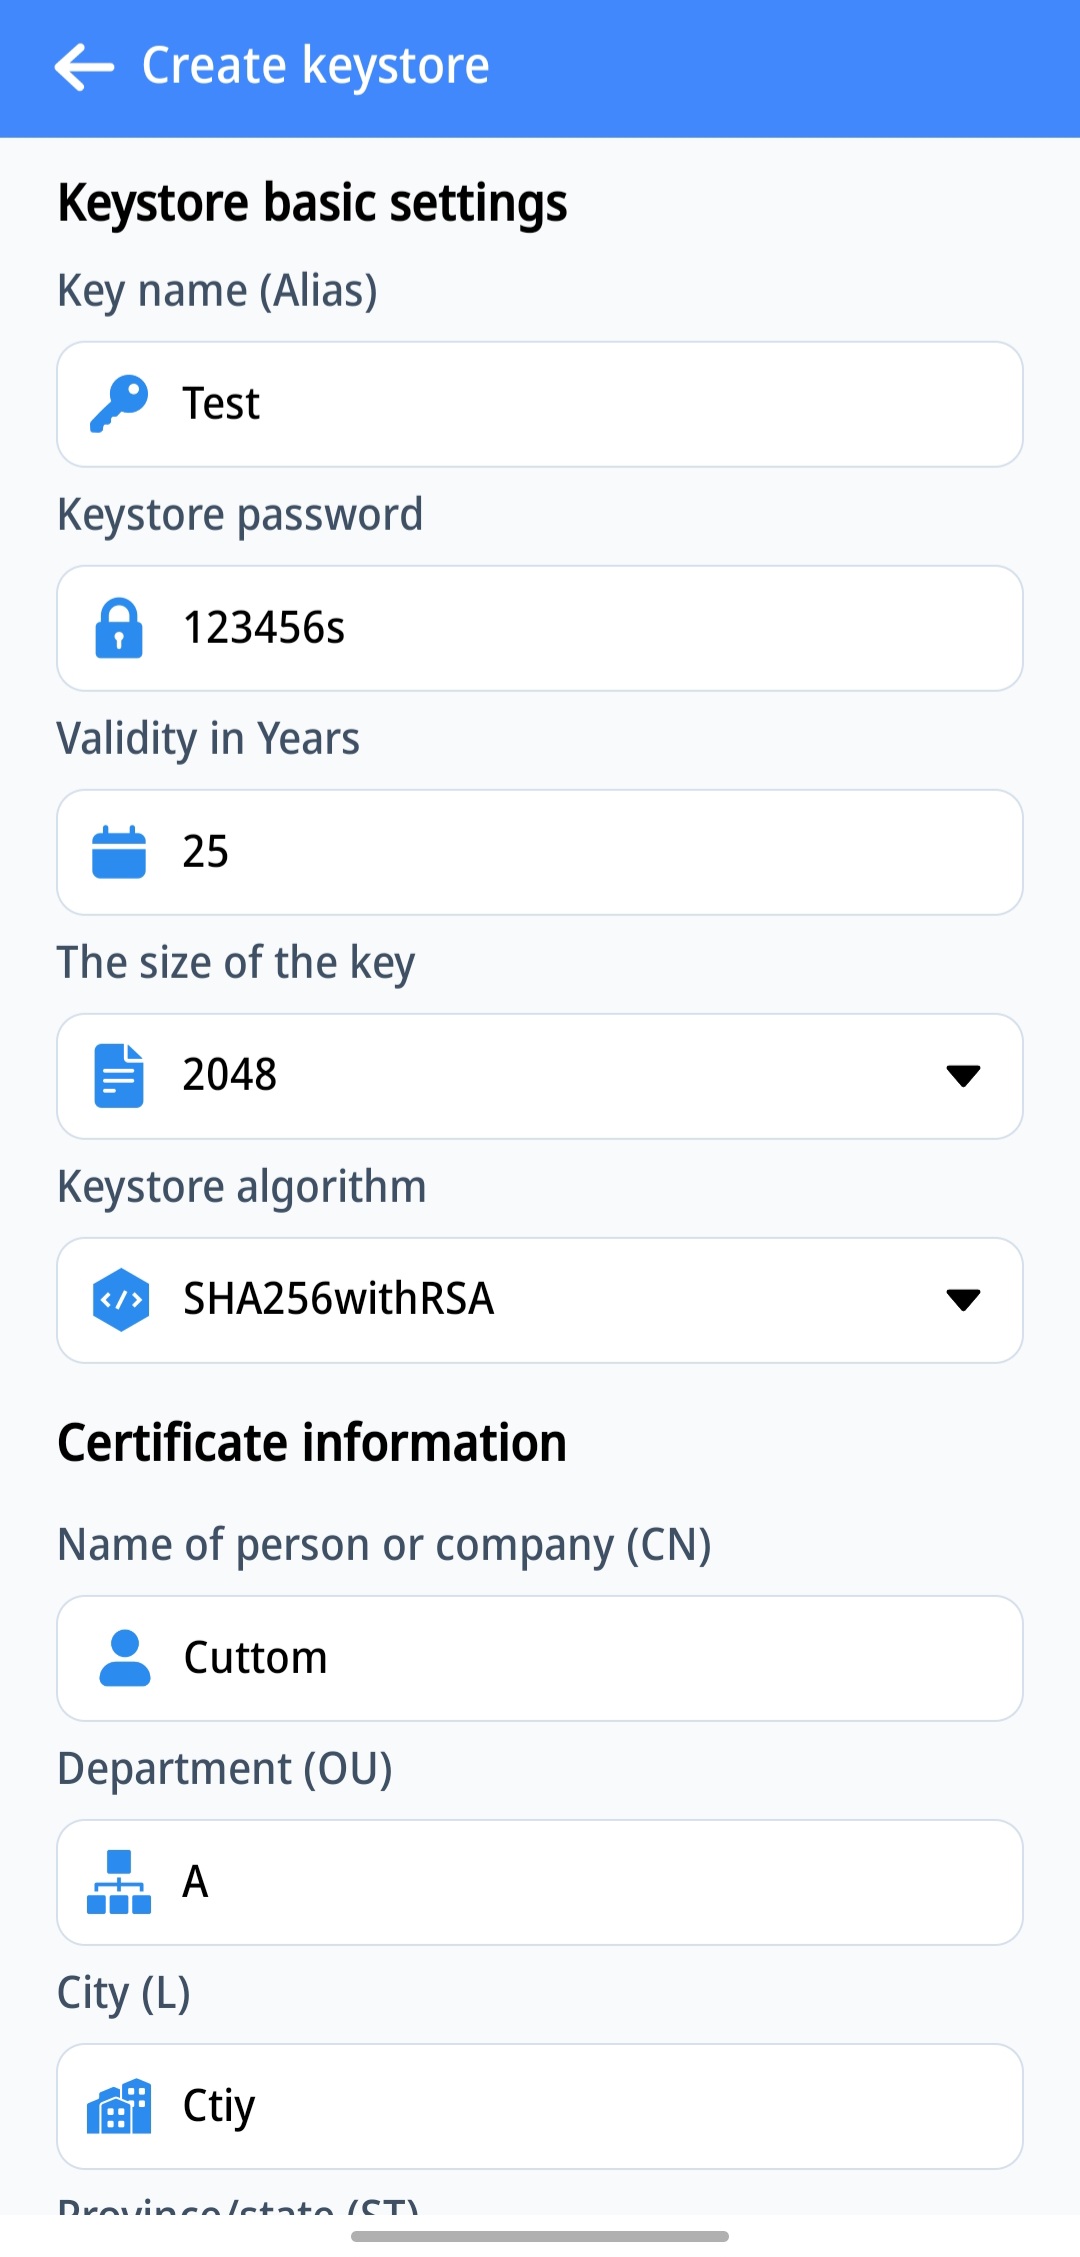 Create keystore
Keystore basic settings
Key name (Alias)
Test
Keystore password
123456s
Validity in Years
25
The size of the key
2048
Keystore algorithm
SHA256withRSA
Certificate information
Name of person or company (CN)
Cuttom
Department (OU)
A
City (L)
Ctiy
Province/state (ST)